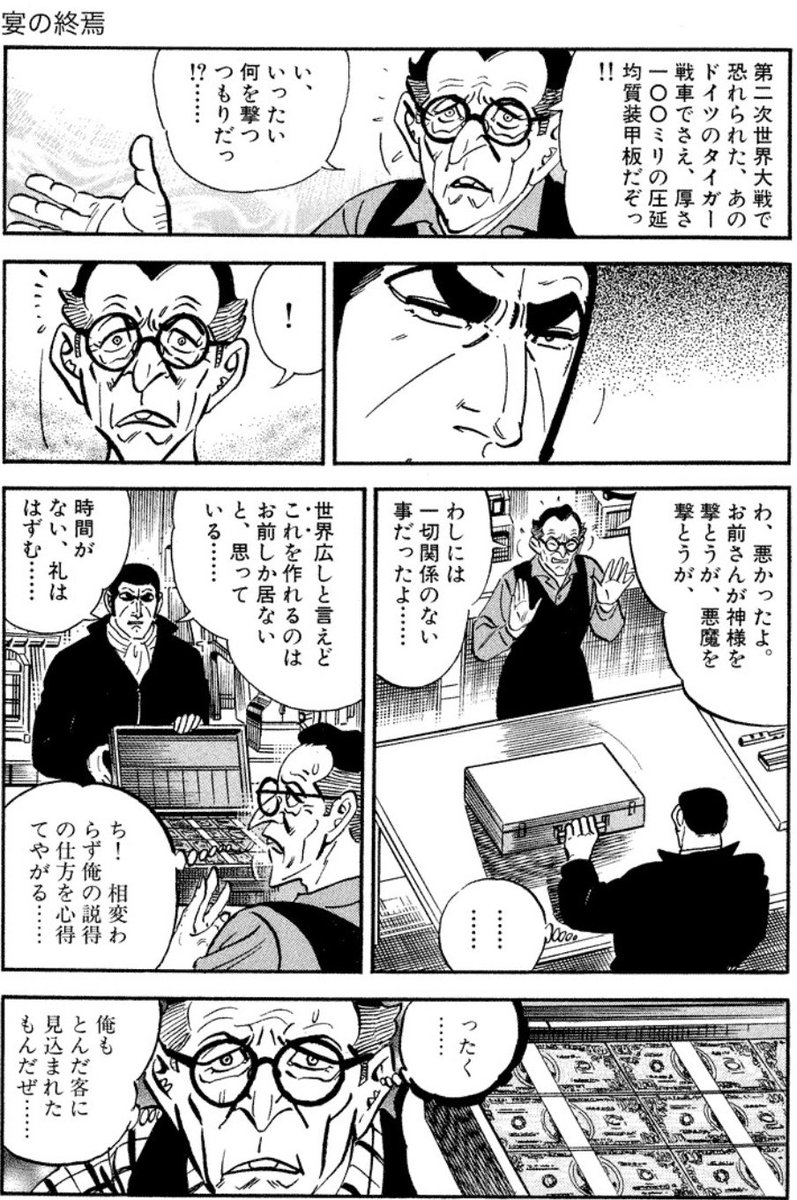 宴の終焉
第二次世界大戦で
恐れられた、あの
ドイツのタイガー
戦車でさえ、厚さ
一〇〇ミリの圧延
均質装甲板だぞっ
!!
い、
いったい
何を撃つ
つもりだっ
!?……
!
わ、悪かったよ。
お前さんが神様を
撃とうが、悪魔を
撃とうが、
わしには
一切関係のない
事だったよ……
……
……
世界広しと言えど
これを作れるのは
お前しか居ない
と、思って
いる……
時間が
ない、礼は
はずむ……
ち! 相変わ
らず俺の説得
の仕方を心得
てやがる……
ったく
……
俺も
とんだ客に
見込まれた
もんだぜ……